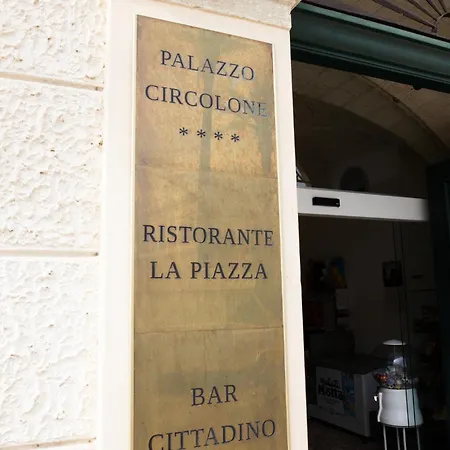 PALAZZO
CIRCOLONE
****
RISTORANTE
LA PIAZZA
BAR
CITTADINO